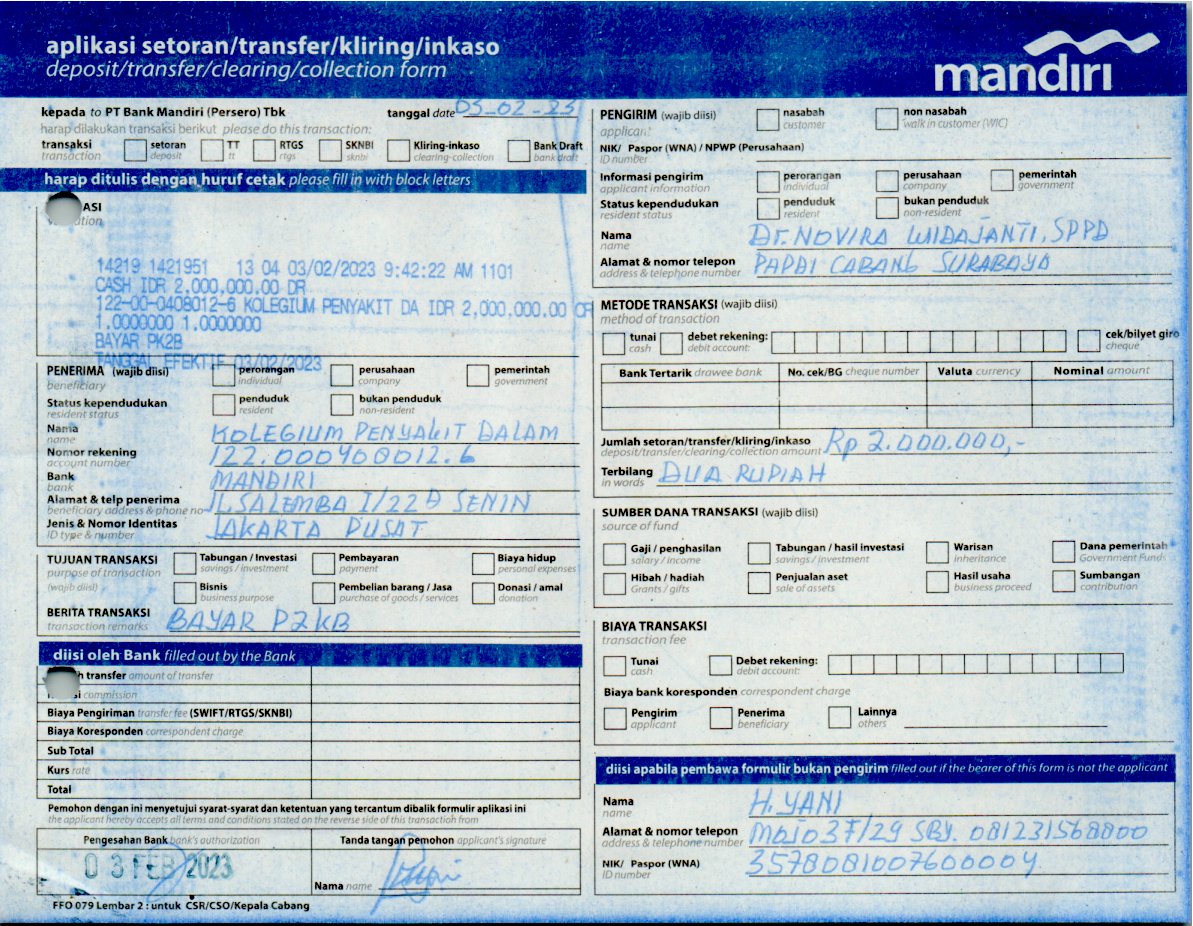 aplikasi setoran/transfer/kliring/inkaso
deposit/transfer/clearing/collection form
mandırı
kepada to PT Bank Mandiri (Persero) Tbk
tanggal date 03-02-23
harap dilakukan transaksi berikut please do this transaction:
transaksi transaction
setoran deposit
TT tt
RTGS rtgs
SKNBI sknbi
Kliring-inkaso clearing-collection
Bank Draft bank draft
harap ditulis dengan huruf cetak please fill in with block letters
ASI
14219 1421951 13 04 03/02/2023 9:42:22 AM 1101
CASH IDR 2,000,000.00 DR
122-00-0408012-6 KOLEGIUM PENYAKIT DA IDR 2,000,000.00 CR
1.0000000 1.0000000
BAYAR PK2B
TANGGAL EFEKTIF 03/02/2023
PENERIMA (wajib diisi) beneficiary
perorangan individual
perusahaan company
pemerintah government
Status kependudukan resident status
penduduk resident
bukan penduduk non-resident
Nama name KOLEGIUM PENYAKIT DALAM
Nomor rekening account number 122.000408012.6
Bank bank MANDIRI
Alamat & telp penerima beneficiary address & phone no JL SALEMBA I/22 D SENIN
Jenis & Nomor Identitas ID type & number JAKARTA PUSAT
TUJUAN TRANSAKSI purpose of transaction (wajib diisi)
Tabungan / Investasi savings / investment
Pembayaran payment
Biaya hidup personal expenses
Bisnis business purpose
Pembelian barang / Jasa purchase of goods / services
Donasi / amal donation
BERITA TRANSAKSI transaction remarks BAYAR P2KB
diisi oleh Bank filled out by the Bank
transfer amount of transfer
commission
Biaya Pengiriman transfer fee (SWIFT/RTGS/SKNBI)
Biaya Koresponden correspondent charge
Sub Total
Kurs rate
Total
Pemohon dengan ini menyetujui syarat-syarat dan ketentuan yang tercantum dibalik formulir aplikasi ini
the applicant hereby accepts all terms and conditions stated on the reverse side of this transaction from
Pengesahan Bank bank's authorization
Tanda tangan pemohon applicant's signature
03 FEB 2023
Nama name
FFO 079 Lembar 2 : untuk CSR/CSO/Kepala Cabang
PENGIRIM (wajib diisi) applicant
nasabah customer
non nasabah walk in customer (WIC)
NIK/ Paspor (WNA) / NPWP (Perusahaan)
ID number
Informasi pengirim applicant information
perorangan individual
perusahaan company
pemerintah government
Status kependudukan resident status
penduduk resident
bukan penduduk non-resident
Nama name Dr. NOVIRA WIDAJANTI, SPPD
Alamat & nomor telepon address & telephone number PAPDI CABANG SURABAYA
METODE TRANSAKSI (wajib diisi)
method of transaction
tunai cash
debet rekening: debit account:
cek/bilyet giro cheque
Bank Tertarik drawee bank
No. cek/BG cheque number
Valuta currency
Nominal amount
Jumlah setoran/transfer/kliring/inkaso deposit/transfer/clearing/collection amount Rp 2.000.000,-
Terbilang in words DUA RUPIAH
SUMBER DANA TRANSAKSI (wajib diisi)
source of fund
Gaji / penghasilan salary / income
Tabungan / hasil investasi savings / investment
Warisan inheritance
Dana pemerintah Government Funds
Hibah / hadiah Grants / gifts
Penjualan aset sale of assets
Hasil usaha business proceed
Sumbangan contribution
BIAYA TRANSAKSI
transaction fee
Tunai cash
Debet rekening: debit account:
Biaya bank koresponden correspondent charge
Pengirim applicant
Penerima beneficiary
Lainnya others
diisi apabila pembawa formulir bukan pengirim filled out if the bearer of this form is not the applicant
Nama name H. YANI
Alamat & nomor telepon address & telephone number MOJO 3F/29 SBY. 081231568800
NIK/ Paspor (WNA) ID number 3578081007600004